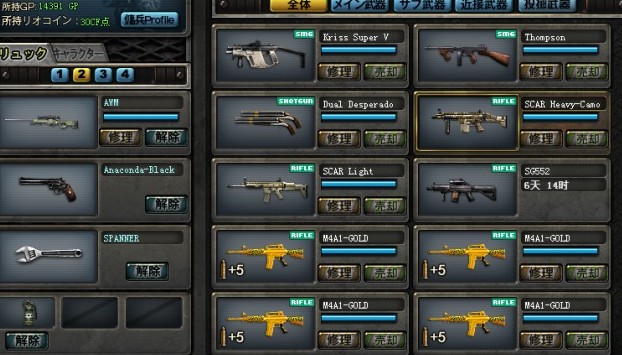 所持GP:14391 GP
所持リオコイン:30CF点
傭兵Profile
全体
メイン武器
サブ武器
近接武器
投擲武器
リュック
キャラクター
1 2 3 4
AWM
修理 解除
Anaconda-Black
解除
SPANNER
解除
解除
SMG Kriss Super V
修理 売却
SMG Thompson
修理 売却
SHOTGUN Dual Desperado
修理 売却
RIFLE SCAR Heavy-Camo
修理 売却
RIFLE SCAR Light
修理 売却
RIFLE SG552
6天 14时
RIFLE M4A1-GOLD
+5 修理 売却
RIFLE M4A1-GOLD
+5 修理 売却
RIFLE M4A1-GOLD
+5 修理 売却
RIFLE M4A1-GOLD
+5 修理 売却